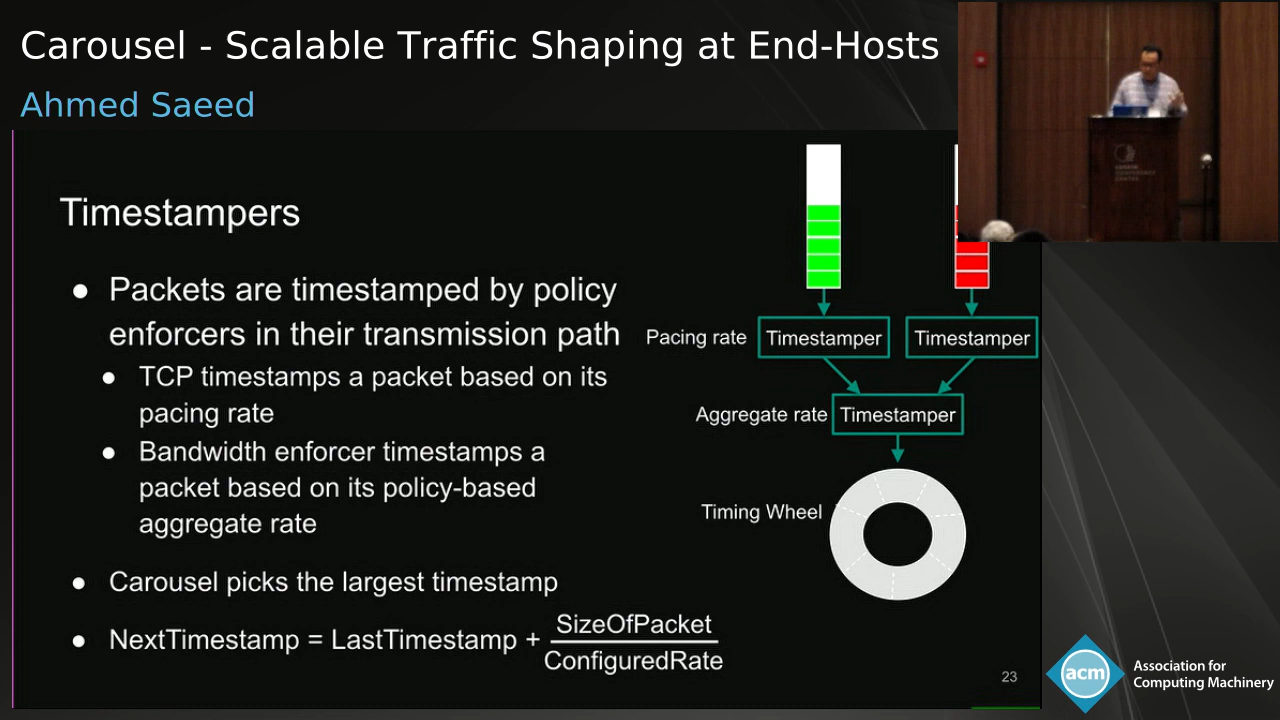 Carousel - Scalable Traffic Shaping at End-Hosts
Ahmed Saeed
Timestampers
● Packets are timestamped by policy
enforcers in their transmission path
● TCP timestamps a packet based on its
pacing rate
● Bandwidth enforcer timestamps a
packet based on its policy-based
aggregate rate
● Carousel picks the largest timestamp
● NextTimestamp = LastTimestamp + SizeOfPacket
ConfiguredRate
Pacing rate
Timestamper
Timestamper
Aggregate rate
Timestamper
Timing Wheel
23
acm
Association for
Computing Machinery